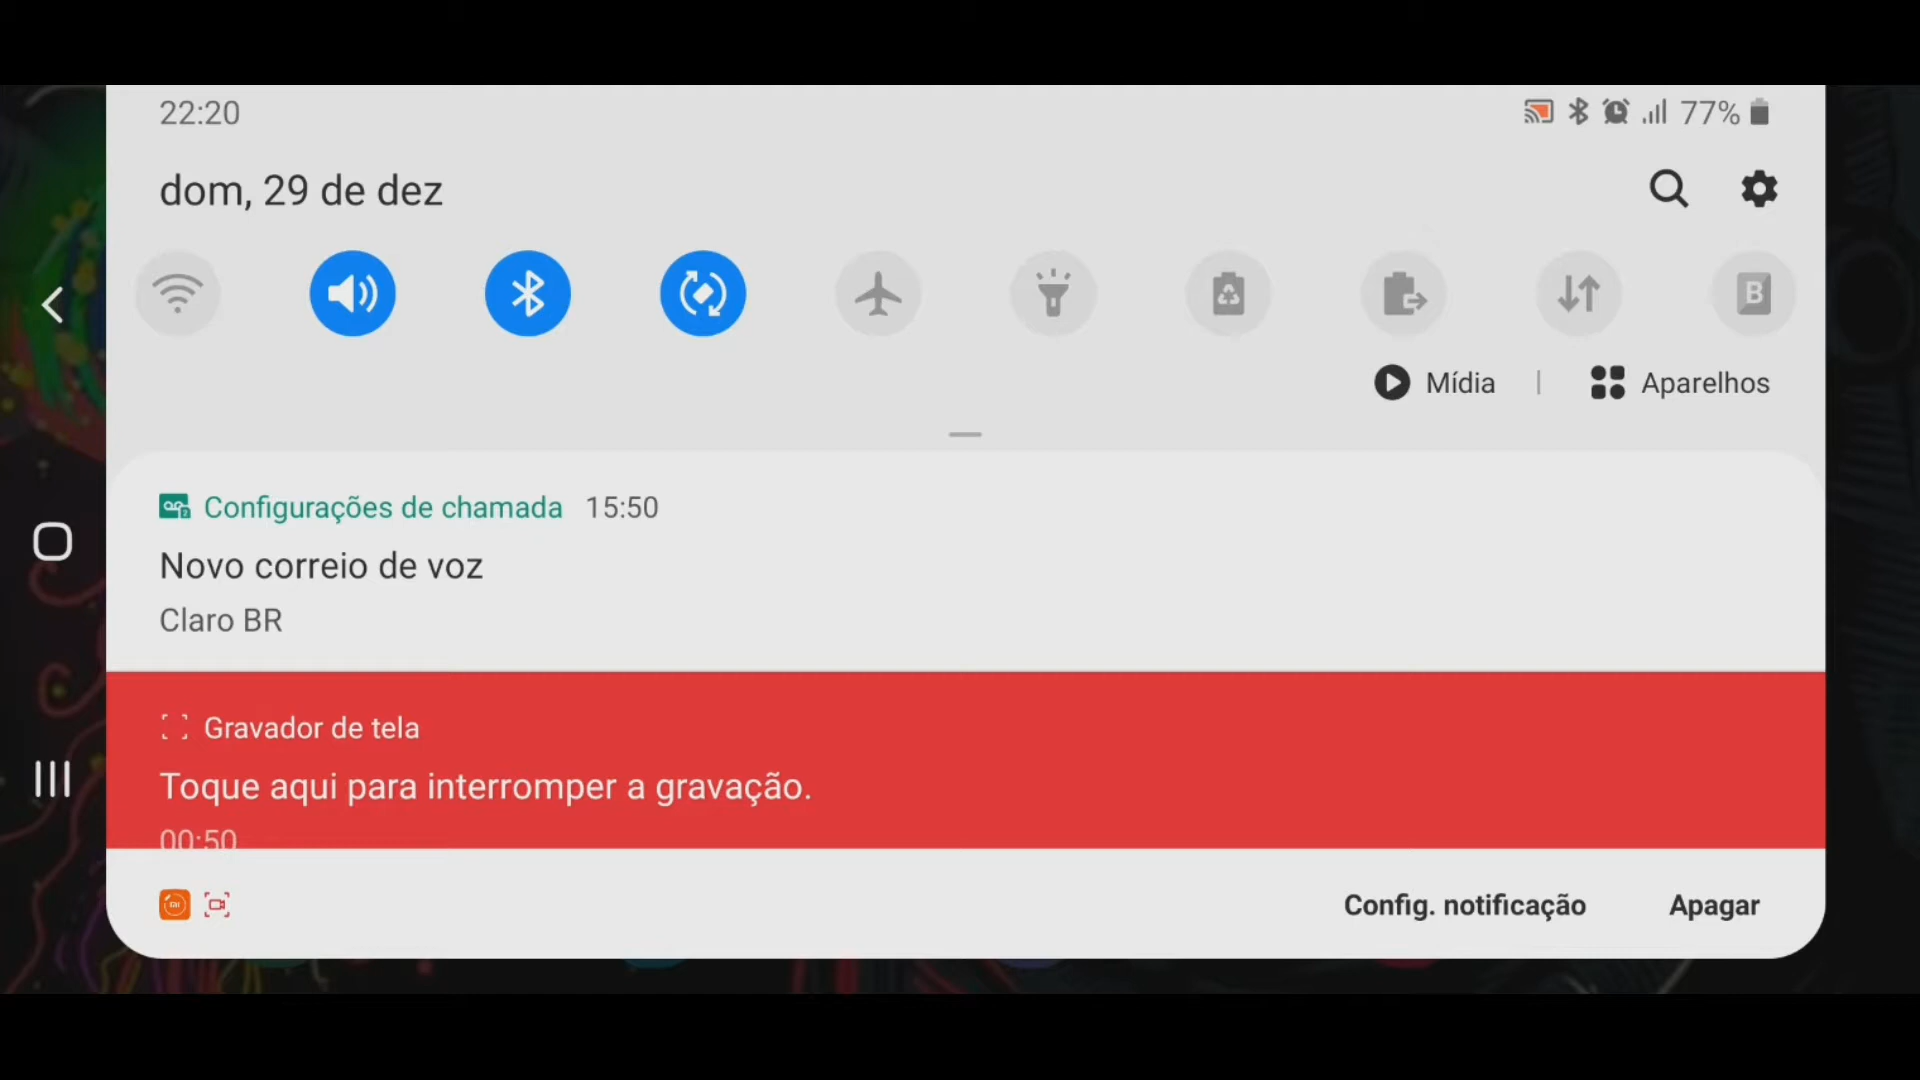 22:20
77%
dom, 29 de dez
B
Mídia | Aparelhos
Configurações de chamada 15:50
Novo correio de voz
Claro BR
Gravador de tela
Toque aqui para interromper a gravação.
00:50
Config. notificação Apagar